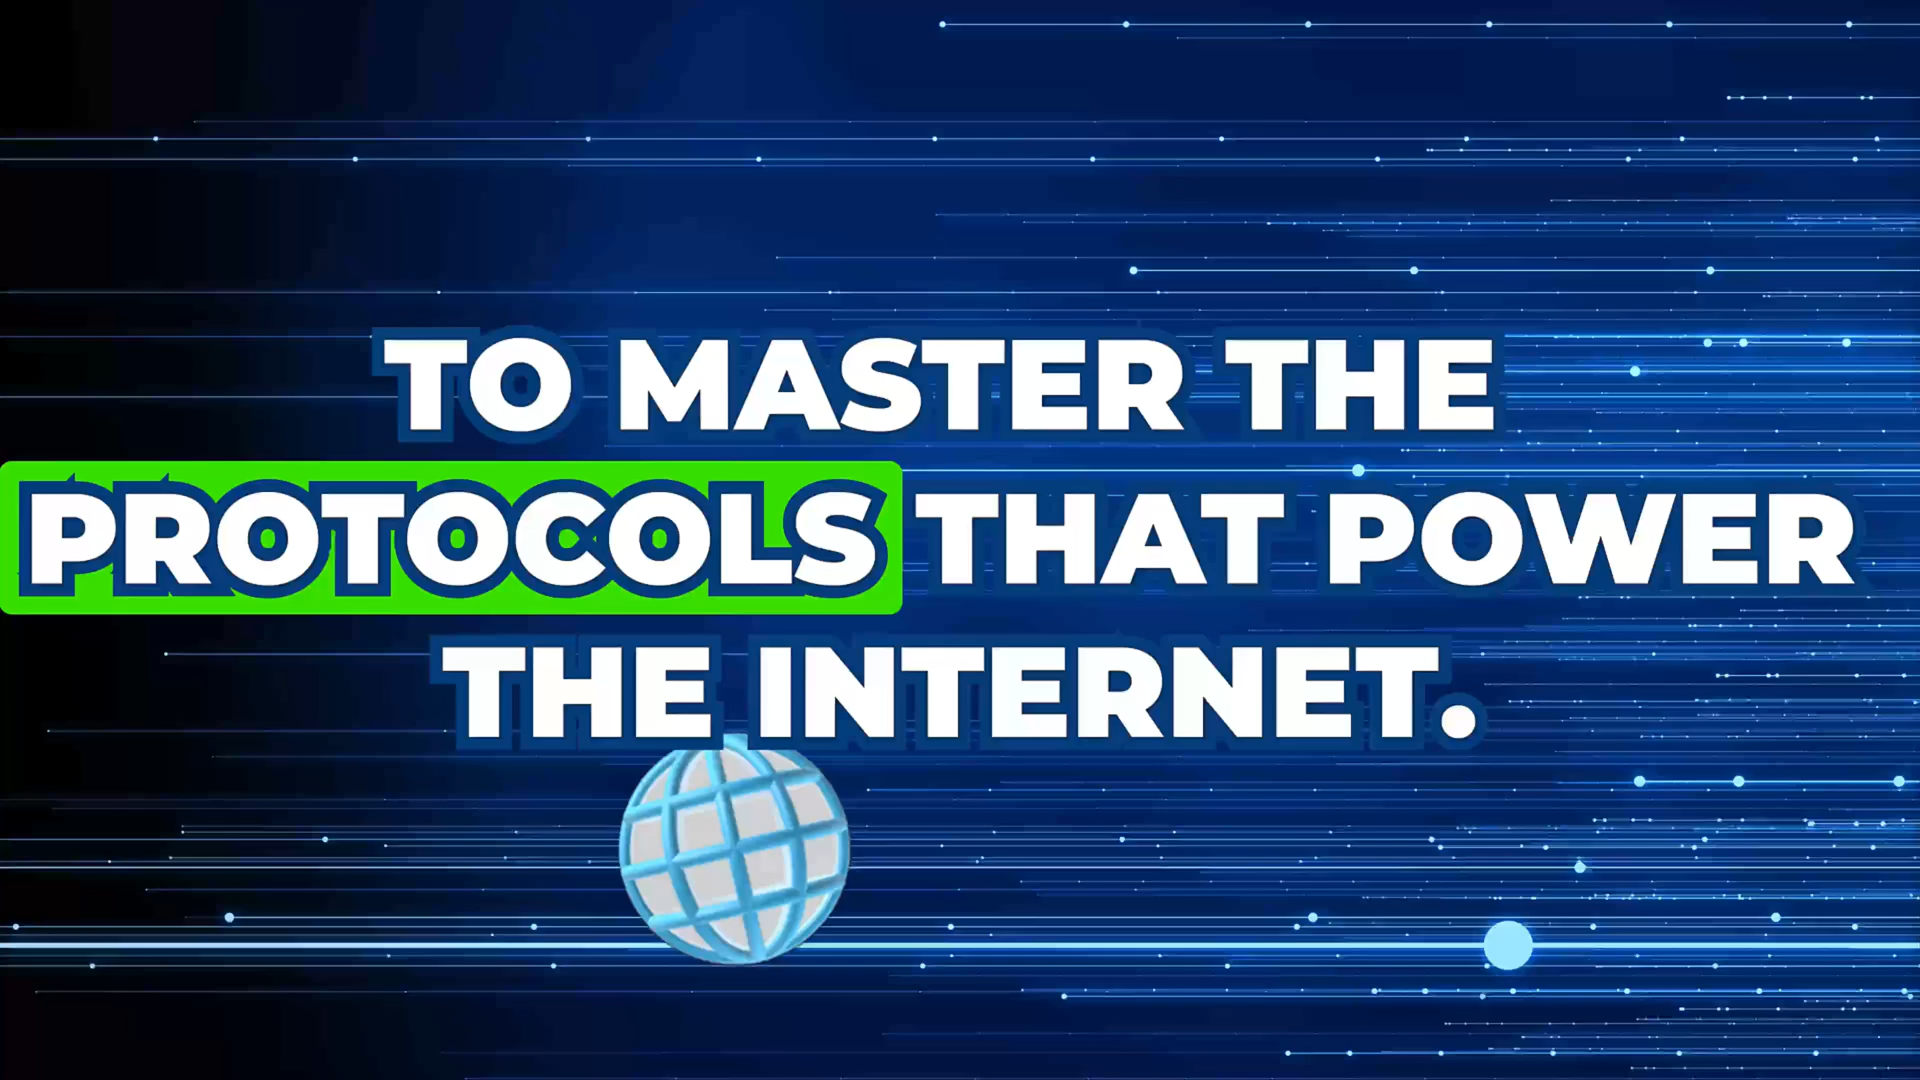 TO MASTER THE
PROTOCOLS THAT POWER
THE INTERNET.